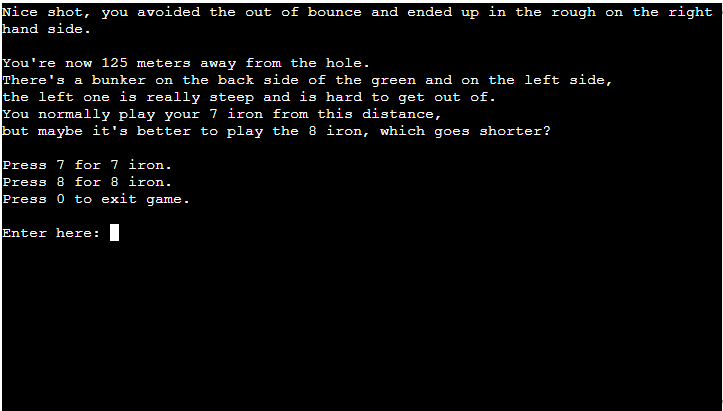 Nice shot, you avoided the out of bounce and ended up in the rough on the right
hand side.
You're now 125 meters away from the hole.
There's a bunker on the back side of the green and on the left side,
the left one is really steep and is hard to get out of.
You normally play your 7 iron from this distance,
but maybe it's better to play the 8 iron, which goes shorter?
Press 7 for 7 iron.
Press 8 for 8 iron.
Press 0 to exit game.
Enter here: